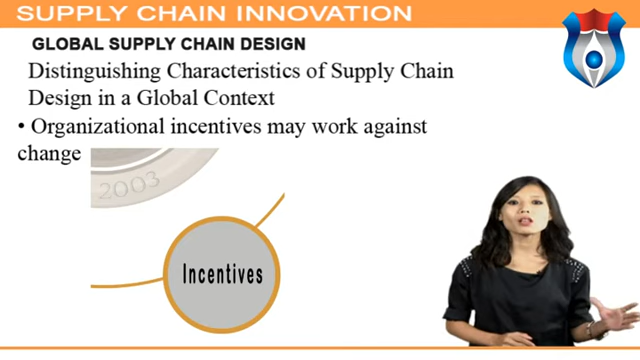 SUPPLY CHAIN INNOVATION
GLOBAL SUPPLY CHAIN DESIGN
Distinguishing Characteristics of Supply Chain
Design in a Global Context
• Organizational incentives may work against
change
2003
Incentives